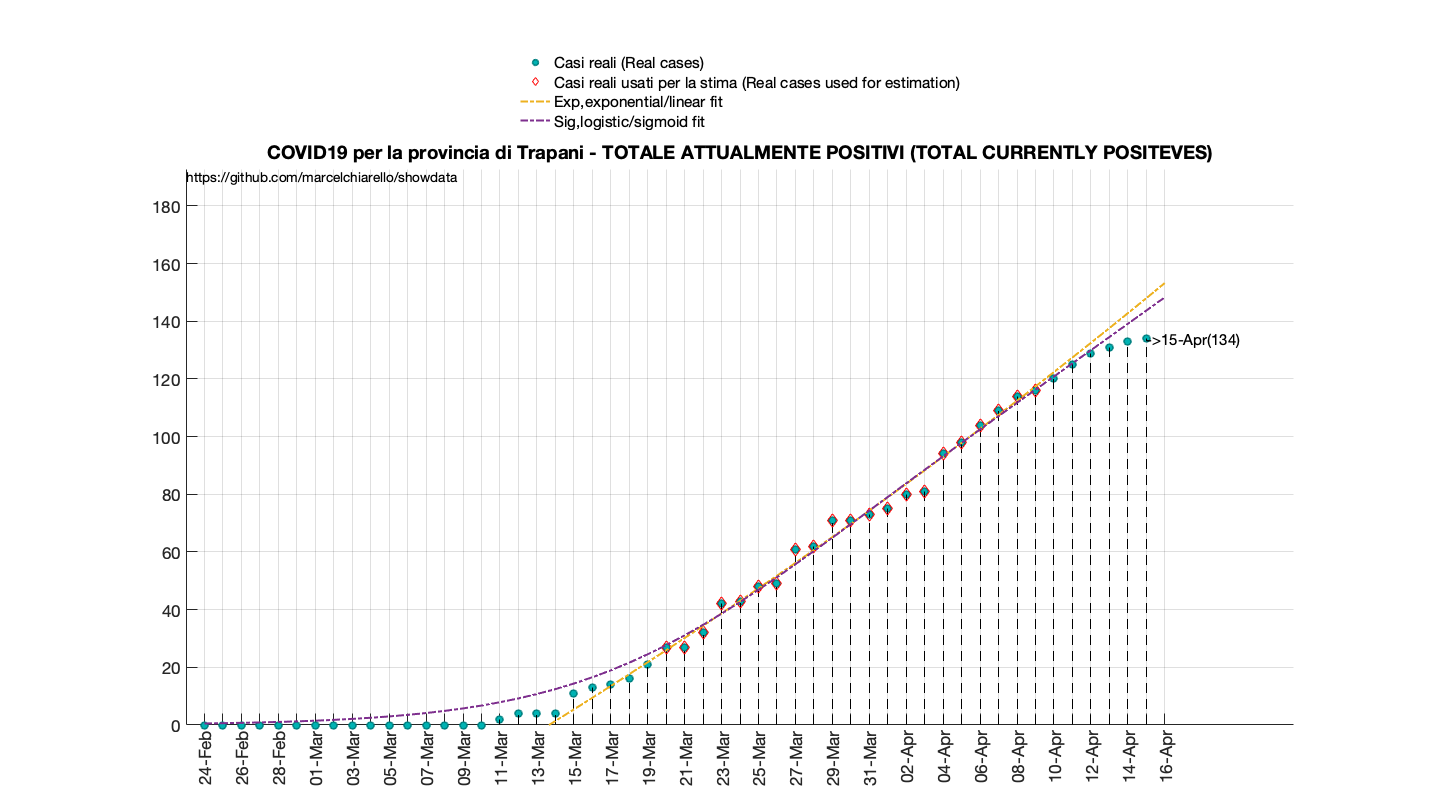 Casi reali (Real cases)
Casi reali usati per la stima (Real cases used for estimation)
Exp,exponential/linear fit
Sig,logistic/sigmoid fit
COVID19 per la provincia di Trapani - TOTALE ATTUALMENTE POSITIVI (TOTAL CURRENTLY POSITEVES)
https://github.com/marcelchiarello/showdata
180
160
140
->15-Apr(134)
120
100
80
60
40
20
0
24-Feb
26-Feb
28-Feb
01-Mar
03-Mar
05-Mar
07-Mar
09-Mar
11-Mar
13-Mar
15-Mar
17-Mar
19-Mar
21-Mar
23-Mar
25-Mar
27-Mar
29-Mar
31-Mar
02-Apr
04-Apr
06-Apr
08-Apr
10-Apr
12-Apr
14-Apr
16-Apr